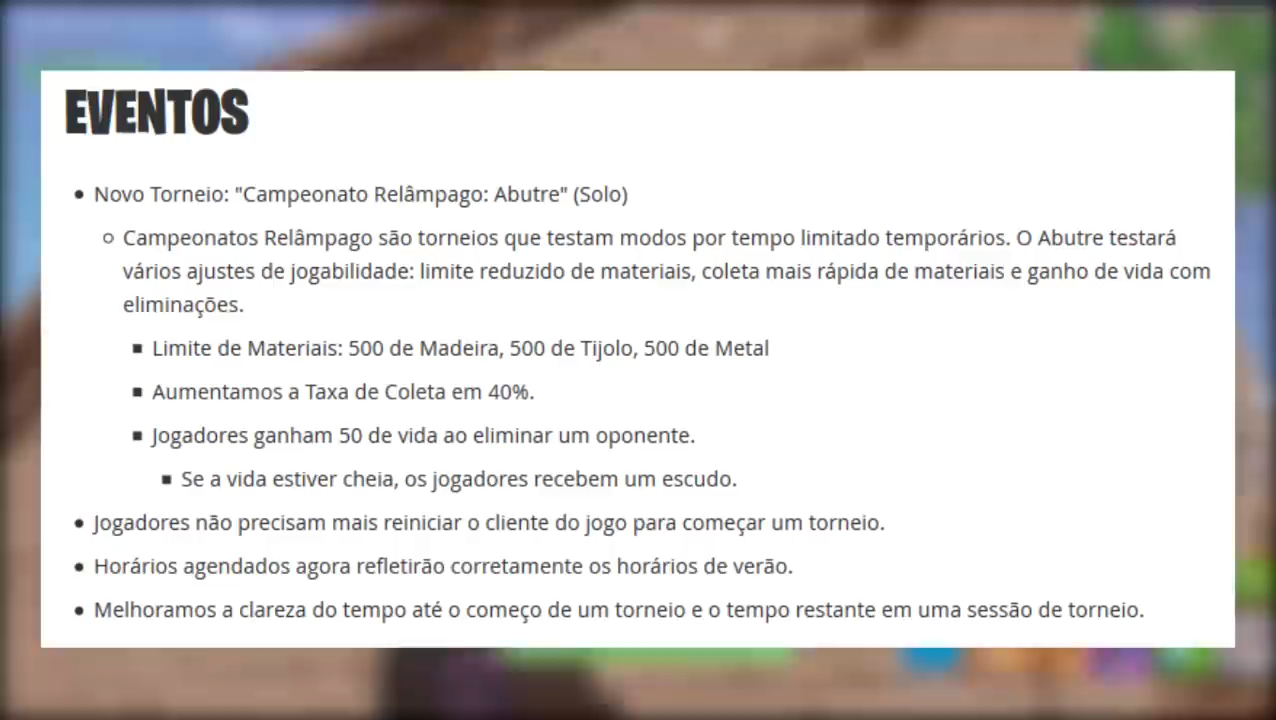 EVENTOS
Novo Torneio: "Campeonato Relâmpago: Abutre" (Solo)
Campeonatos Relâmpago são torneios que testam modos por tempo limitado temporários. O Abutre testará
vários ajustes de jogabilidade: limite reduzido de materiais, coleta mais rápida de materiais e ganho de vida com
eliminações.
Limite de Materiais: 500 de Madeira, 500 de Tijolo, 500 de Metal
Aumentamos a Taxa de Coleta em 40%.
Jogadores ganham 50 de vida ao eliminar um oponente.
Se a vida estiver cheia, os jogadores recebem um escudo.
Jogadores não precisam mais reiniciar o cliente do jogo para começar um torneio.
Horários agendados agora refletirão corretamente os horários de verão.
Melhoramos a clareza do tempo até o começo de um torneio e o tempo restante em uma sessão de torneio.